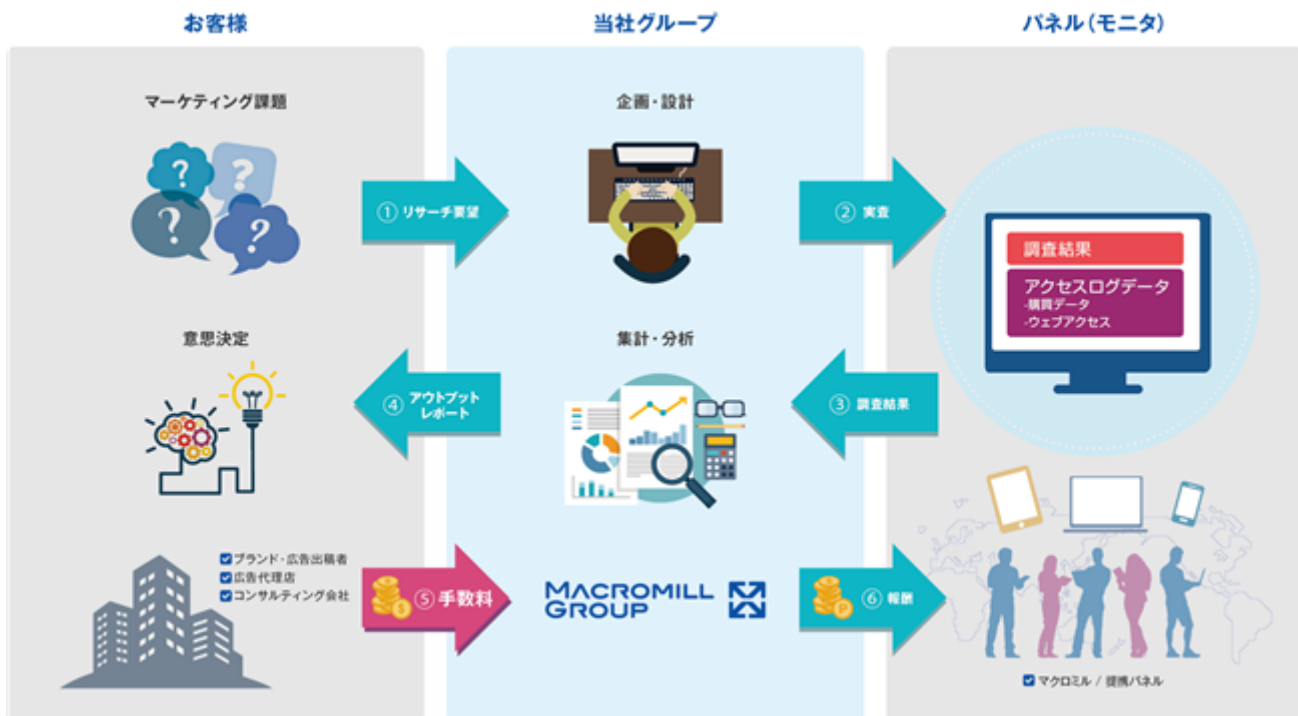 お客様
当社グループ
パネル(モニタ)
マーケティング課題
企画・設計
① リサーチ要望
② 実査
調査結果
アクセスログデータ
-購買データ
-ウェブアクセス
意思決定
集計・分析
④ アウトプット
レポート
③ 調査結果
ブランド・広告出稿者
広告代理店
コンサルティング会社
⑤ 手数料
MACROMILL
GROUP
⑥ 報酬
マクロミル / 提携パネル